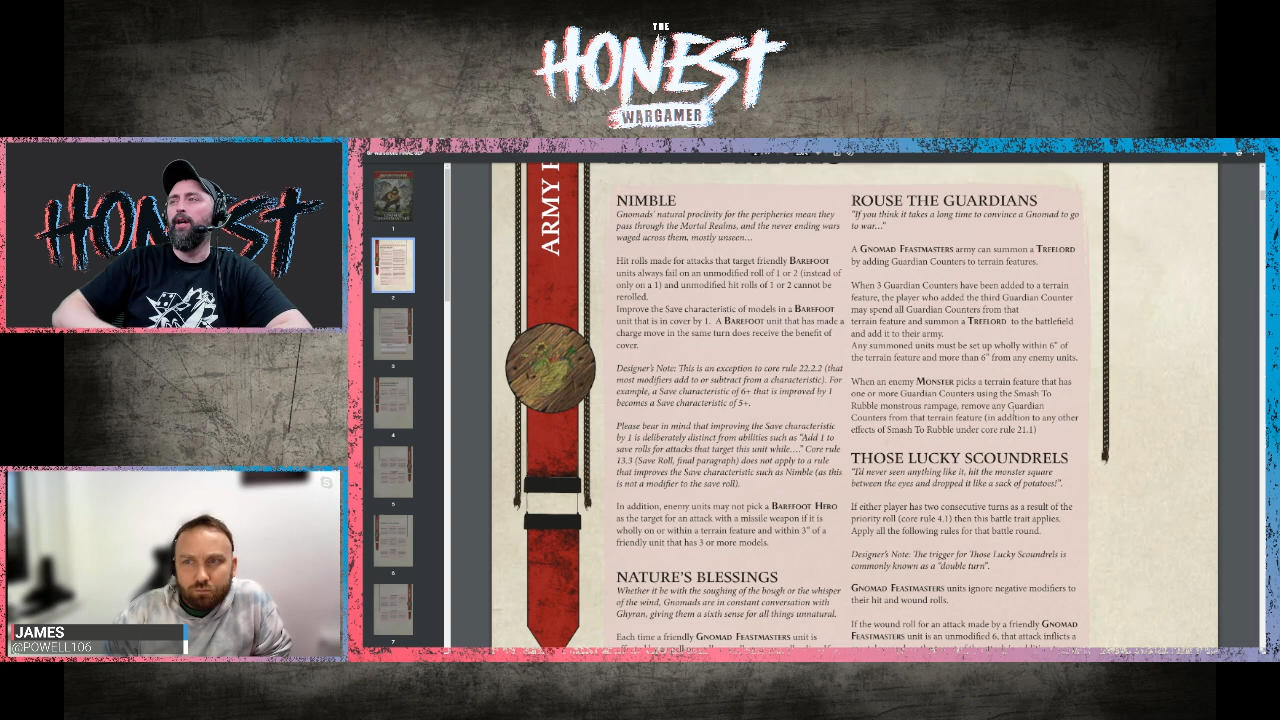 THE
HONEST
WARGAMER
HONEST
JAMES
@POWELL106
1
2
3
4
5
6
7
ARMY
NIMBLE
Gnomads' natural proclivity for the peripheries mean they
pass through the Mortal Realms, and the never ending wars
waged across them, mostly unseen…
Hit rolls made for attacks that target friendly BAREFOOT
units always fail on an unmodified roll of 1 or 2 (instead of
only on a 1) and unmodified hit rolls of 1 or 2 cannot be
rerolled.
Improve the Save characteristic of models in a BAREFOOT
unit that is in cover by 1. A BAREFOOT unit that has made a
charge move in the same turn does receive the benefit of
cover.
Designer's Note: This is an exception to core rule 22.2.2 (that
most modifiers add to or subtract from a characteristic). For
example, a Save characteristic of 6+ that is improved by 1
becomes a Save characteristic of 5+.
Please bear in mind that improving the Save characteristic
by 1 is deliberately distinct from abilities such as "Add 1 to
save rolls for attacks that target this unit while…." Core rule
13.3 (Save Roll, final paragraph) does not apply to a rule
that improves the Save characteristic such as Nimble (as this
is not a modifier to the save roll).
In addition, enemy units may not pick a BAREFOOT HERO
as the target for an attack with a missile weapon if it is
wholly on or within a terrain feature and within 3" of a
friendly unit that has 3 or more models.
NATURE'S BLESSINGS
Whether it be with the soughing of the bough or the whisper
of the wind, Gnomads are in constant conversation with
Ghyran, giving them a sixth sense for all things unnatural.
Each time a friendly GNOMAD FEASTMASTERS unit is
ROUSE THE GUARDIANS
"If you think it takes a long time to convince a Gnomad to go
to war…"
A GNOMAD FEASTMASTERS army can summon a TREELORD
by adding Guardian Counters to terrain features.
When 3 Guardian Counters have been added to a terrain
feature, the player who added the third Guardian Counter
may spend all Guardian Counters from that
terrain feature and summon a TREELORD to the battlefield
and add it to their army.
Any summoned units must be set up wholly within 6" of
the terrain feature and more than 6" from any enemy units.
When an enemy MONSTER picks a terrain feature that has
one or more Guardian Counters using the Smash To
Rubble monstrous rampage, remove any Guardian
Counters from that terrain feature (in addition to any other
effects of Smash To Rubble under core rule 21.1)
THOSE LUCKY SCOUNDRELS
"I'd never seen anything like it, hit the monster square
between the eyes and dropped it like a sack of potatoes!".
If either player has two consecutive turns as a result of the
priority roll (core rule 4.1) then this battle trait applies.
Apply all the following rules for that battle round.
Designer's Note: The trigger for Those Lucky Scoundrels is
commonly known as a "double turn".
GNOMAD FEASTMASTERS units ignore negative modifiers to
their hit and wound rolls.
If the wound roll for an attack made by a friendly GNOMAD
FEASTMASTERS unit is an unmodified 6, that attack inflicts a